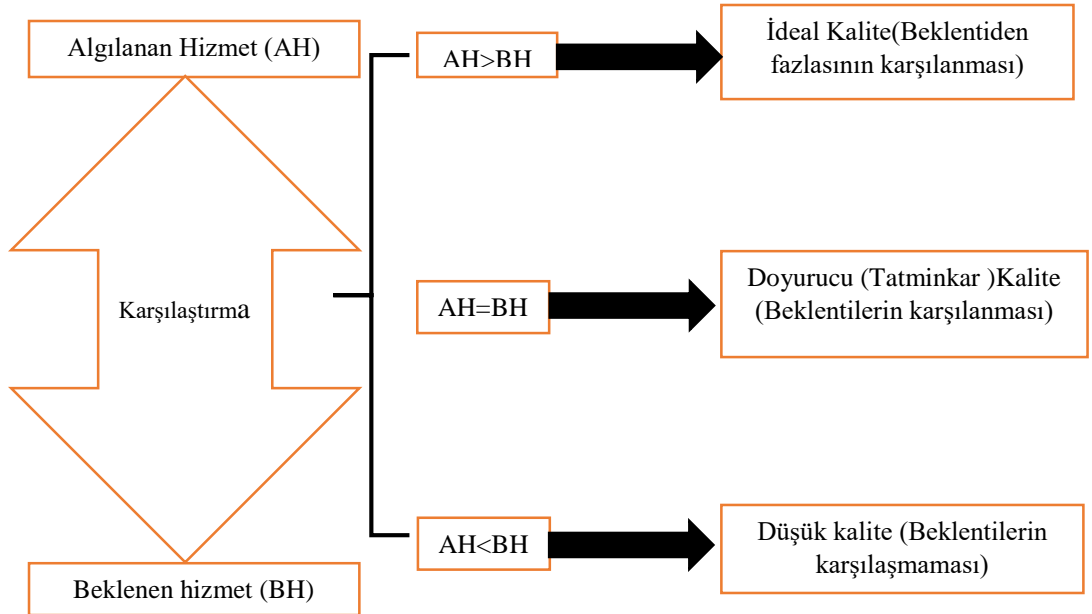 Algılanan Hizmet (AH)
AH>BH
İdeal Kalite(Beklentiden
fazlasının karşılanması)
Karşılaştırma
AH=BH
Doyurucu (Tatminkar )Kalite
(Beklentilerin karşılanması)
AH<BH
Düşük kalite (Beklentilerin
karşılaşmaması)
Beklenen hizmet (BH)